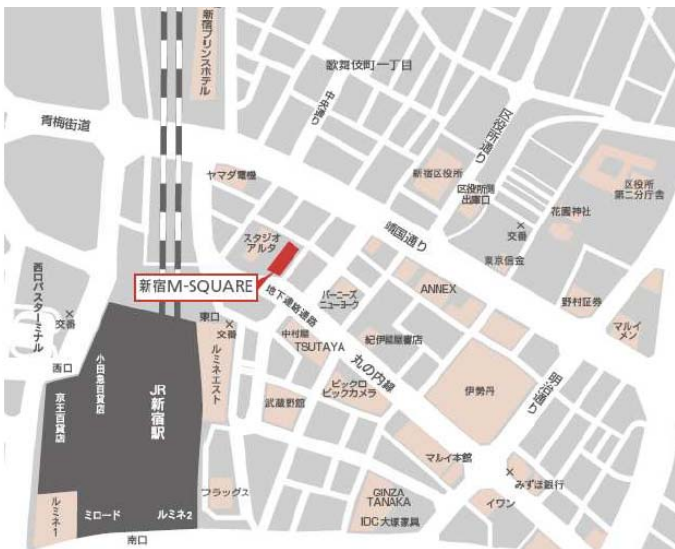 新宿プリンスホテル
歌舞伎町一丁目
中央通り
区役所通り
青梅街道
ヤマダ電機
新宿区役所
区役所側
出庫口
区役所
第二分庁舎
花園神社
交番
スタジオ
アルタ
靖国通り
東京信金
新宿M-SQUARE
地下連絡通路
バーニーズ
ニューヨーク
ANNEX
野村証券
マルイ
メン
西口バスターミナル
交番
西口
東口
交番
中村屋
TSUTAYA
紀伊國屋書店
丸の内線
明治通り
小田急百貨店
京王百貨店
JR新宿駅
ルミネエスト
武蔵野館
ビックロ
ビックカメラ
伊勢丹
マルイ本館
みずほ銀行
イワン
フラッグス
GINZA
TANAKA
IDC大塚家具
ルミネ1
ミロード
ルミネ2
南口